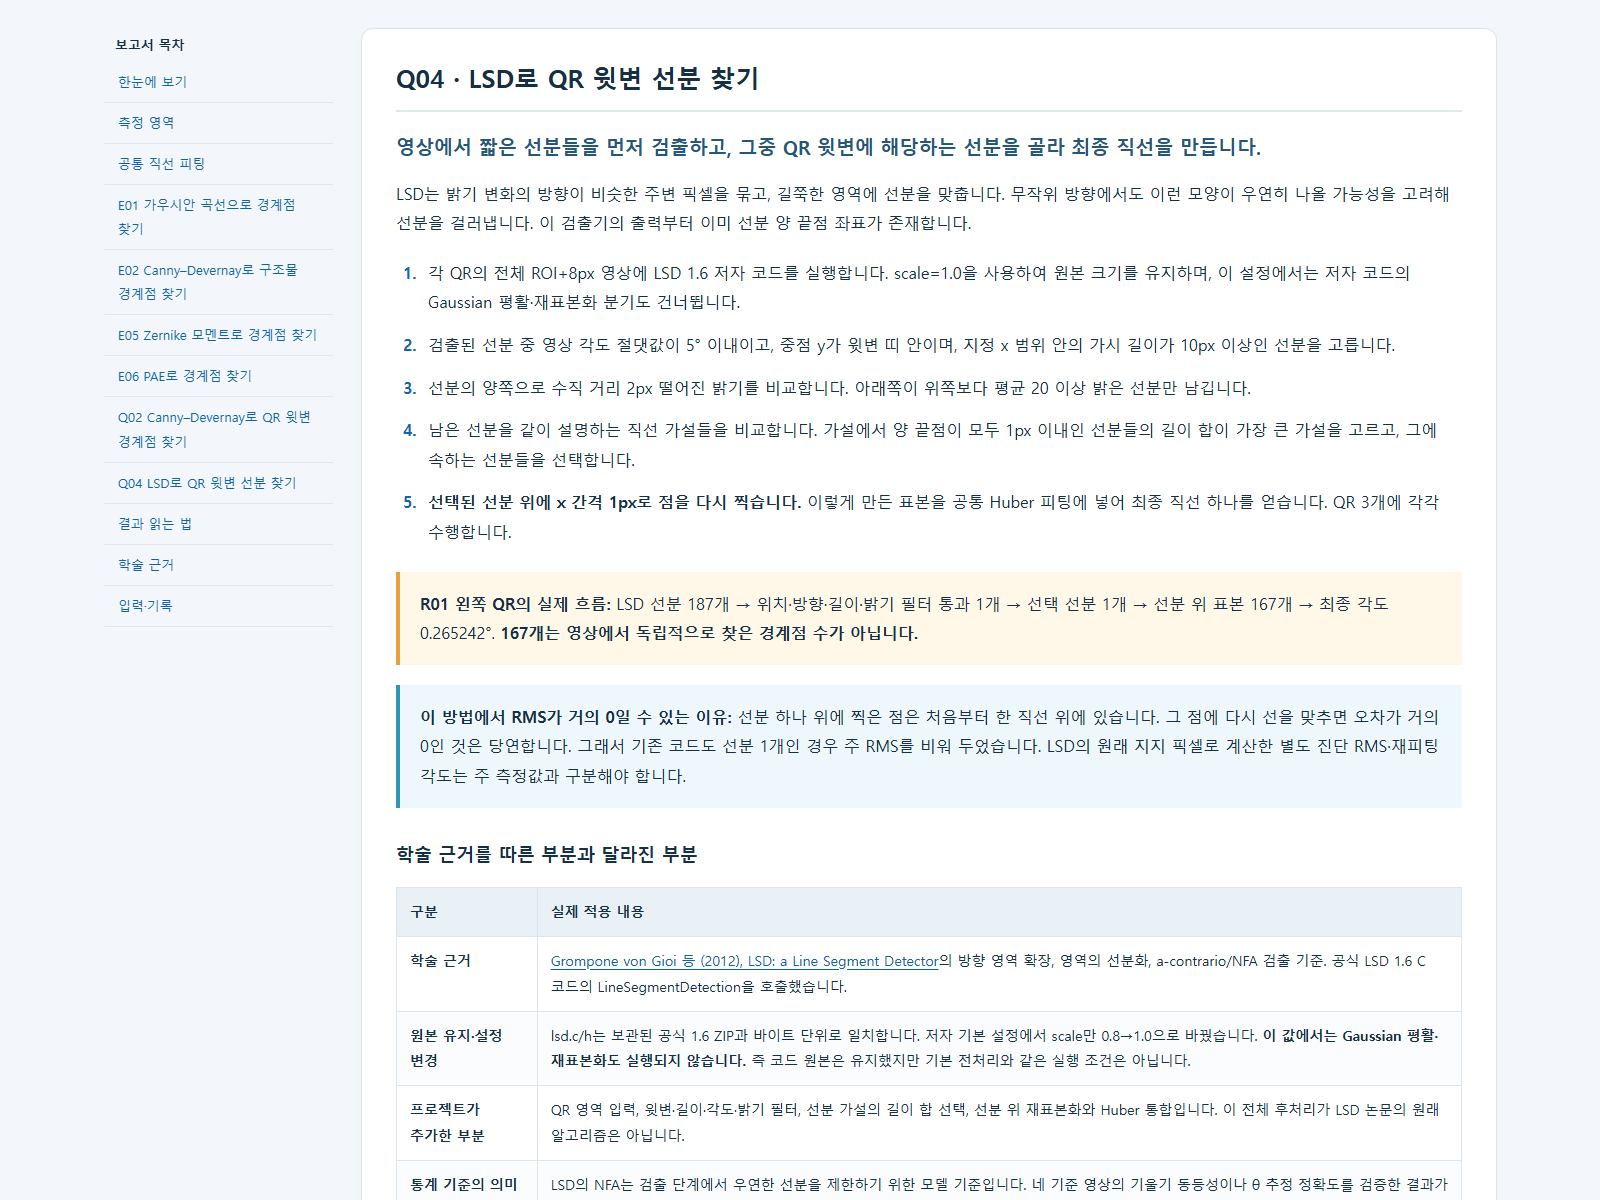 보고서 목차
한눈에 보기
측정 영역
공통 직선 피팅
E01 가우시안 곡선으로 경계점
찾기
E02 Canny–Devernay로 구조물
경계점 찾기
E05 Zernike 모멘트로 경계점 찾기
E06 PAE로 경계점 찾기
Q02 Canny–Devernay로 QR 윗변
경계점 찾기
Q04 LSD로 QR 윗변 선분 찾기
결과 읽는 법
학술 근거
입력·기록
Q04 · LSD로 QR 윗변 선분 찾기
영상에서 짧은 선분들을 먼저 검출하고, 그중 QR 윗변에 해당하는 선분을 골라 최종 직선을 만듭니다.
LSD는 밝기 변화의 방향이 비슷한 주변 픽셀을 묶고, 길쭉한 영역에 선분을 맞춥니다. 무작위 방향에서도 이런 모양이 우연히 나올 가능성을 고려해
선분을 걸러냅니다. 이 검출기의 출력부터 이미 선분 양 끝점 좌표가 존재합니다.
1. 각 QR의 전체 ROI+8px 영상에 LSD 1.6 저자 코드를 실행합니다. scale=1.0을 사용하여 원본 크기를 유지하며, 이 설정에서는 저자 코드의
Gaussian 평활·재표본화 분기도 건너뜁니다.
2. 검출된 선분 중 영상 각도 절댓값이 5° 이내이고, 중점 y가 윗변 띠 안이며, 지정 x 범위 안의 가시 길이가 10px 이상인 선분을 고릅니다.
3. 선분의 양쪽으로 수직 거리 2px 떨어진 밝기를 비교합니다. 아래쪽이 위쪽보다 평균 20 이상 밝은 선분만 남깁니다.
4. 남은 선분을 같이 설명하는 직선 가설들을 비교합니다. 가설에서 양 끝점이 모두 1px 이내인 선분들의 길이 합이 가장 큰 가설을 고르고, 그에
속하는 선분들을 선택합니다.
5. 선택된 선분 위에 x 간격 1px로 점을 다시 찍습니다. 이렇게 만든 표본을 공통 Huber 피팅에 넣어 최종 직선 하나를 얻습니다. QR 3개에 각각
수행합니다.
R01 왼쪽 QR의 실제 흐름: LSD 선분 187개 → 위치·방향·길이·밝기 필터 통과 1개 → 선택 선분 1개 → 선분 위 표본 167개 → 최종 각도
0.265242°. 167개는 영상에서 독립적으로 찾은 경계점 수가 아닙니다.
이 방법에서 RMS가 거의 0일 수 있는 이유: 선분 하나 위에 찍은 점은 처음부터 한 직선 위에 있습니다. 그 점에 다시 선을 맞추면 오차가 거의
0인 것은 당연합니다. 그래서 기존 코드도 선분 1개인 경우 주 RMS를 비워 두었습니다. LSD의 원래 지지 픽셀로 계산한 별도 진단 RMS·재피팅
각도는 주 측정값과 구분해야 합니다.
학술 근거를 따른 부분과 달라진 부분
구분 실제 적용 내용
학술 근거 Grompone von Gioi 등 (2012), LSD: a Line Segment Detector의 방향 영역 확장, 영역의 선분화, a-contrario/NFA 검출 기준. 공식 LSD 1.6 C
코드의 LineSegmentDetection을 호출했습니다.
원본 유지·설정 lsd.c/h는 보관된 공식 1.6 ZIP과 바이트 단위로 일치합니다. 저자 기본 설정에서 scale만 0.8→1.0으로 바꿨습니다. 이 값에서는 Gaussian 평활·
변경 재표본화도 실행되지 않습니다. 즉 코드 원본은 유지했지만 기본 전처리와 같은 실행 조건은 아닙니다.
프로젝트가 QR 영역 입력, 윗변·길이·각도·밝기 필터, 선분 가설의 길이 합 선택, 선분 위 재표본화와 Huber 통합입니다. 이 전체 후처리가 LSD 논문의 원래
추가한 부분 알고리즘은 아닙니다.
통계 기준의 의미 LSD의 NFA는 검출 단계에서 우연한 선분을 제한하기 위한 모델 기준입니다. 네 기준 영상의 기울기 동등성이나 θ 추정 정확도를 검증한 결과가